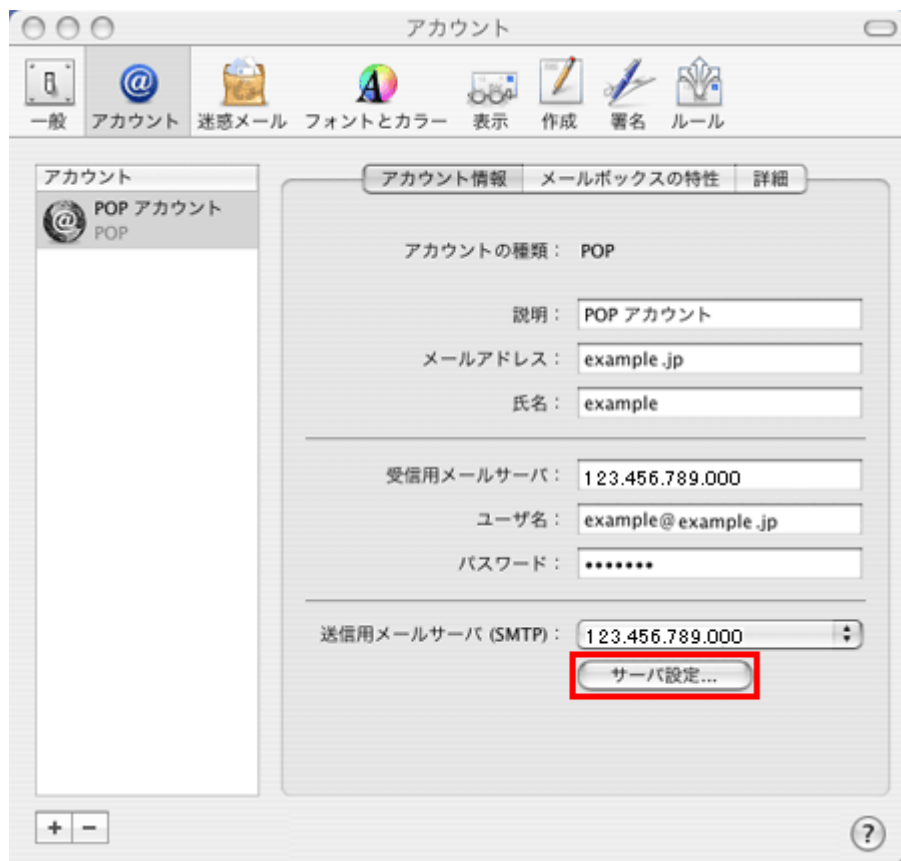 アカウント
一般 アカウント 迷惑メール フォントとカラー 表示 作成 署名 ルール
アカウント
POP アカウント
POP
アカウント情報 メールボックスの特性 詳細
アカウントの種類： POP
説明： POP アカウント
メールアドレス： example.jp
氏名： example
受信用メールサーバ： 123.456.789.000
ユーザ名： example@example.jp
パスワード： •••••••
送信用メールサーバ (SMTP)： 123.456.789.000
サーバ設定...
+ −
?